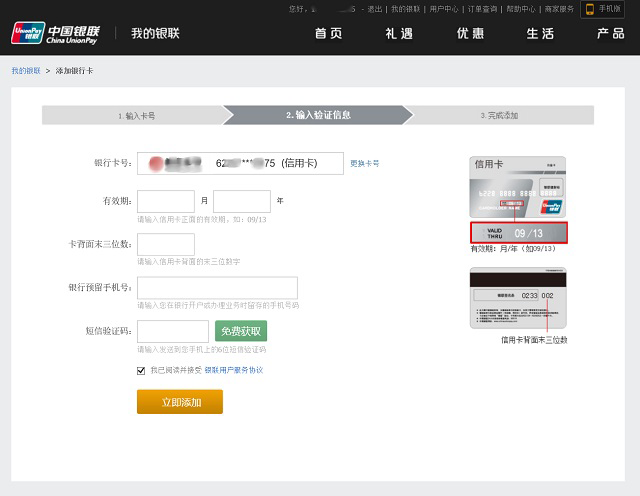 您好, - 退出 | 我的银联 | 用户中心 | 订单查询 | 帮助中心 | 商家服务 手机版
UnionPay 银联 中国银联 China UnionPay 我的银联 首页 礼遇 优惠 生活 产品
我的银联 > 添加银行卡
1.输入卡号 2.输入验证信息 3.完成添加
银行卡号: 62 *** 75 (信用卡) 更换卡号
有效期: 月 年
请输入信用卡正面的有效期，如: 09/13
卡背面末三位数:
请输入信用卡背面的末三位数字
银行预留手机号:
请输入您在银行开户或办理业务时留存的手机号码
短信验证码: 免费获取
请输入发送到您手机上的6位短信验证码
我已阅读并接受 银联用户服务协议
立即添加
信用卡
银联 UnionPay
VALID THRU 09/13
有效期: 月/年 (如09/13)
0233 002
信用卡背面末三位数